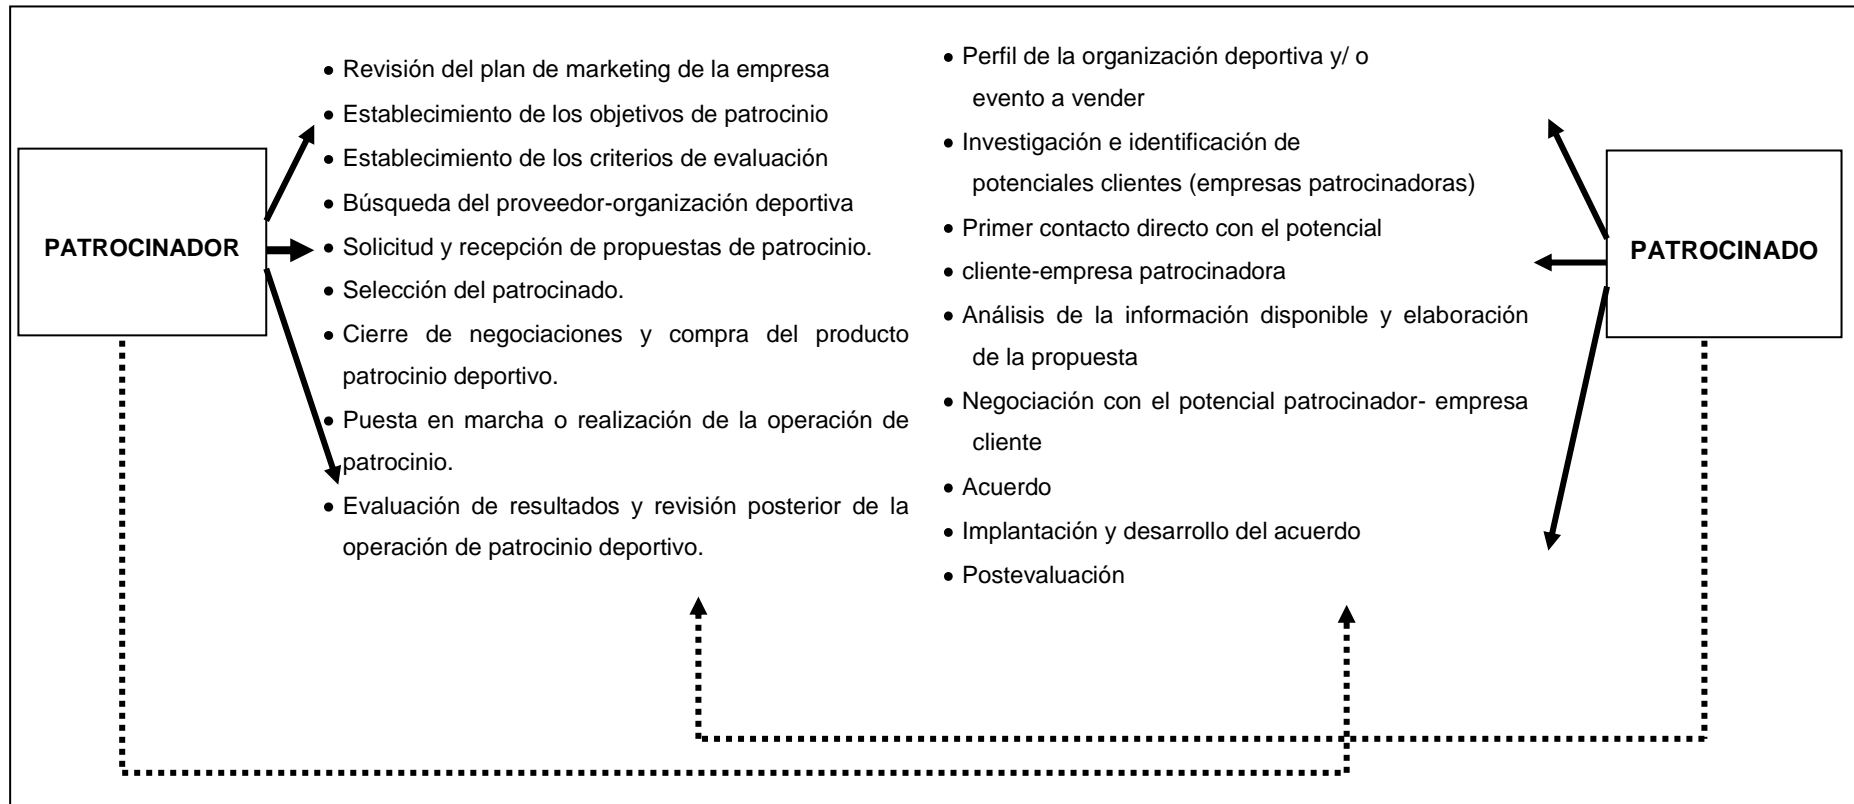 PATROCINADOR
• Revisión del plan de marketing de la empresa
• Establecimiento de los objetivos de patrocinio
• Establecimiento de los criterios de evaluación
• Búsqueda del proveedor-organización deportiva
• Solicitud y recepción de propuestas de patrocinio.
• Selección del patrocinado.
• Cierre de negociaciones y compra del producto
patrocinio deportivo.
• Puesta en marcha o realización de la operación de
patrocinio.
• Evaluación de resultados y revisión posterior de la
operación de patrocinio deportivo.
• Perfil de la organización deportiva y/ o
evento a vender
• Investigación e identificación de
potenciales clientes (empresas patrocinadoras)
• Primer contacto directo con el potencial
• cliente-empresa patrocinadora
• Análisis de la información disponible y elaboración
de la propuesta
• Negociación con el potencial patrocinador- empresa
cliente
• Acuerdo
• Implantación y desarrollo del acuerdo
• Postevaluación
PATROCINADO